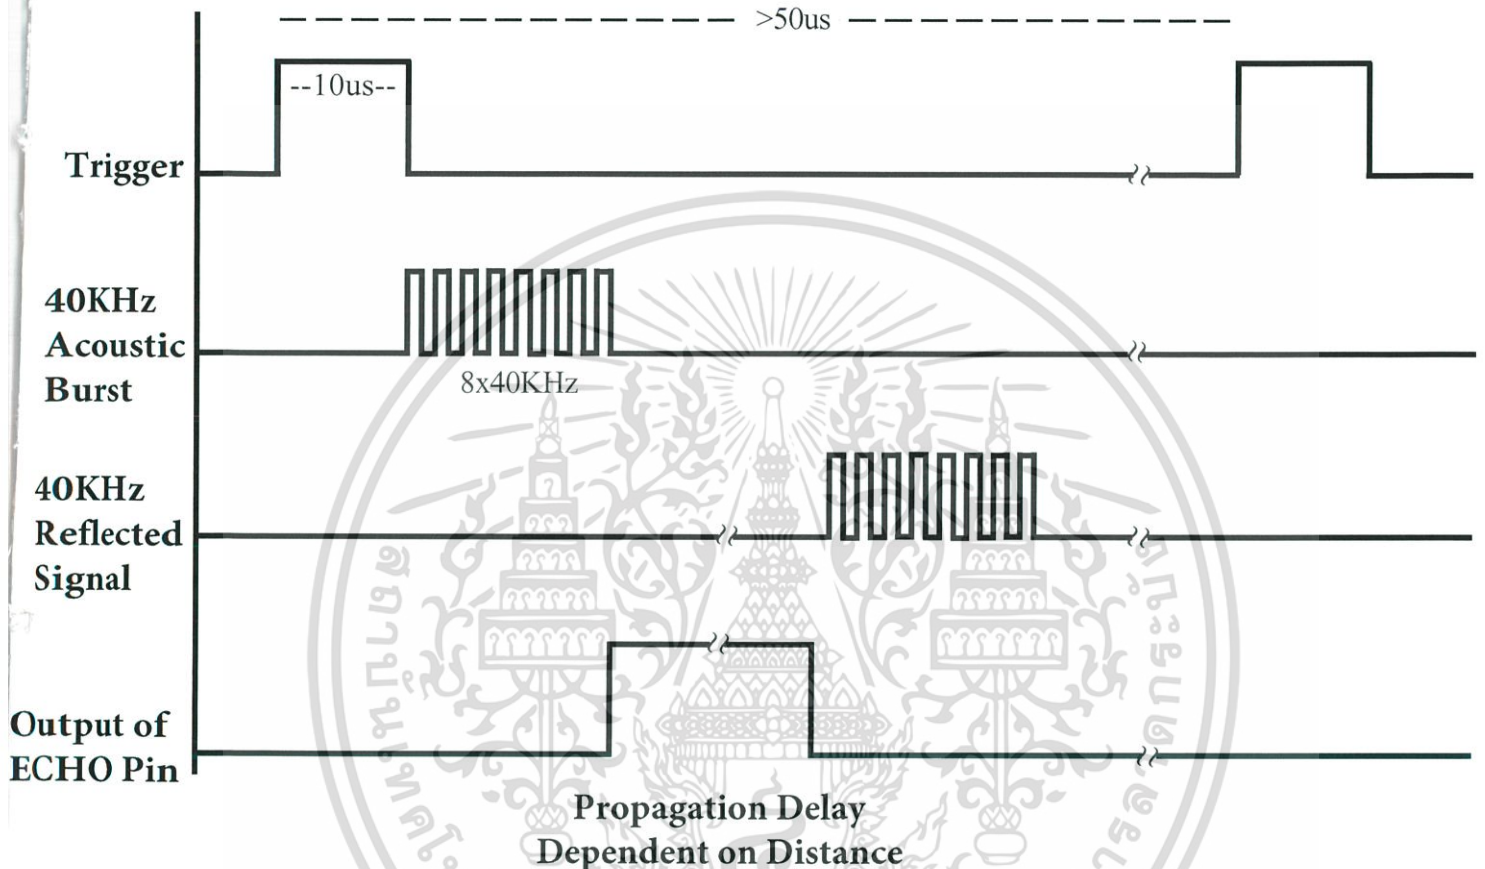 >50us
--10us--
Trigger
40KHz
Acoustic
Burst
8x40KHz
40KHz
Reflected
Signal
Output of
ECHO Pin
Propagation Delay
Dependent on Distance